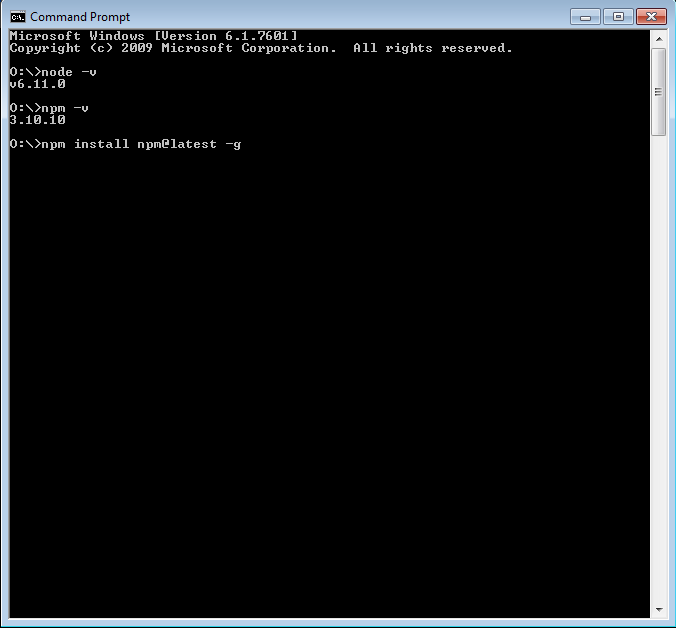 Command Prompt
Microsoft Windows [Version 6.1.7601]
Copyright (c) 2009 Microsoft Corporation.  All rights reserved.
O:\>node -v
v6.11.0
O:\>npm -v
3.10.10
O:\>npm install npm@latest -g